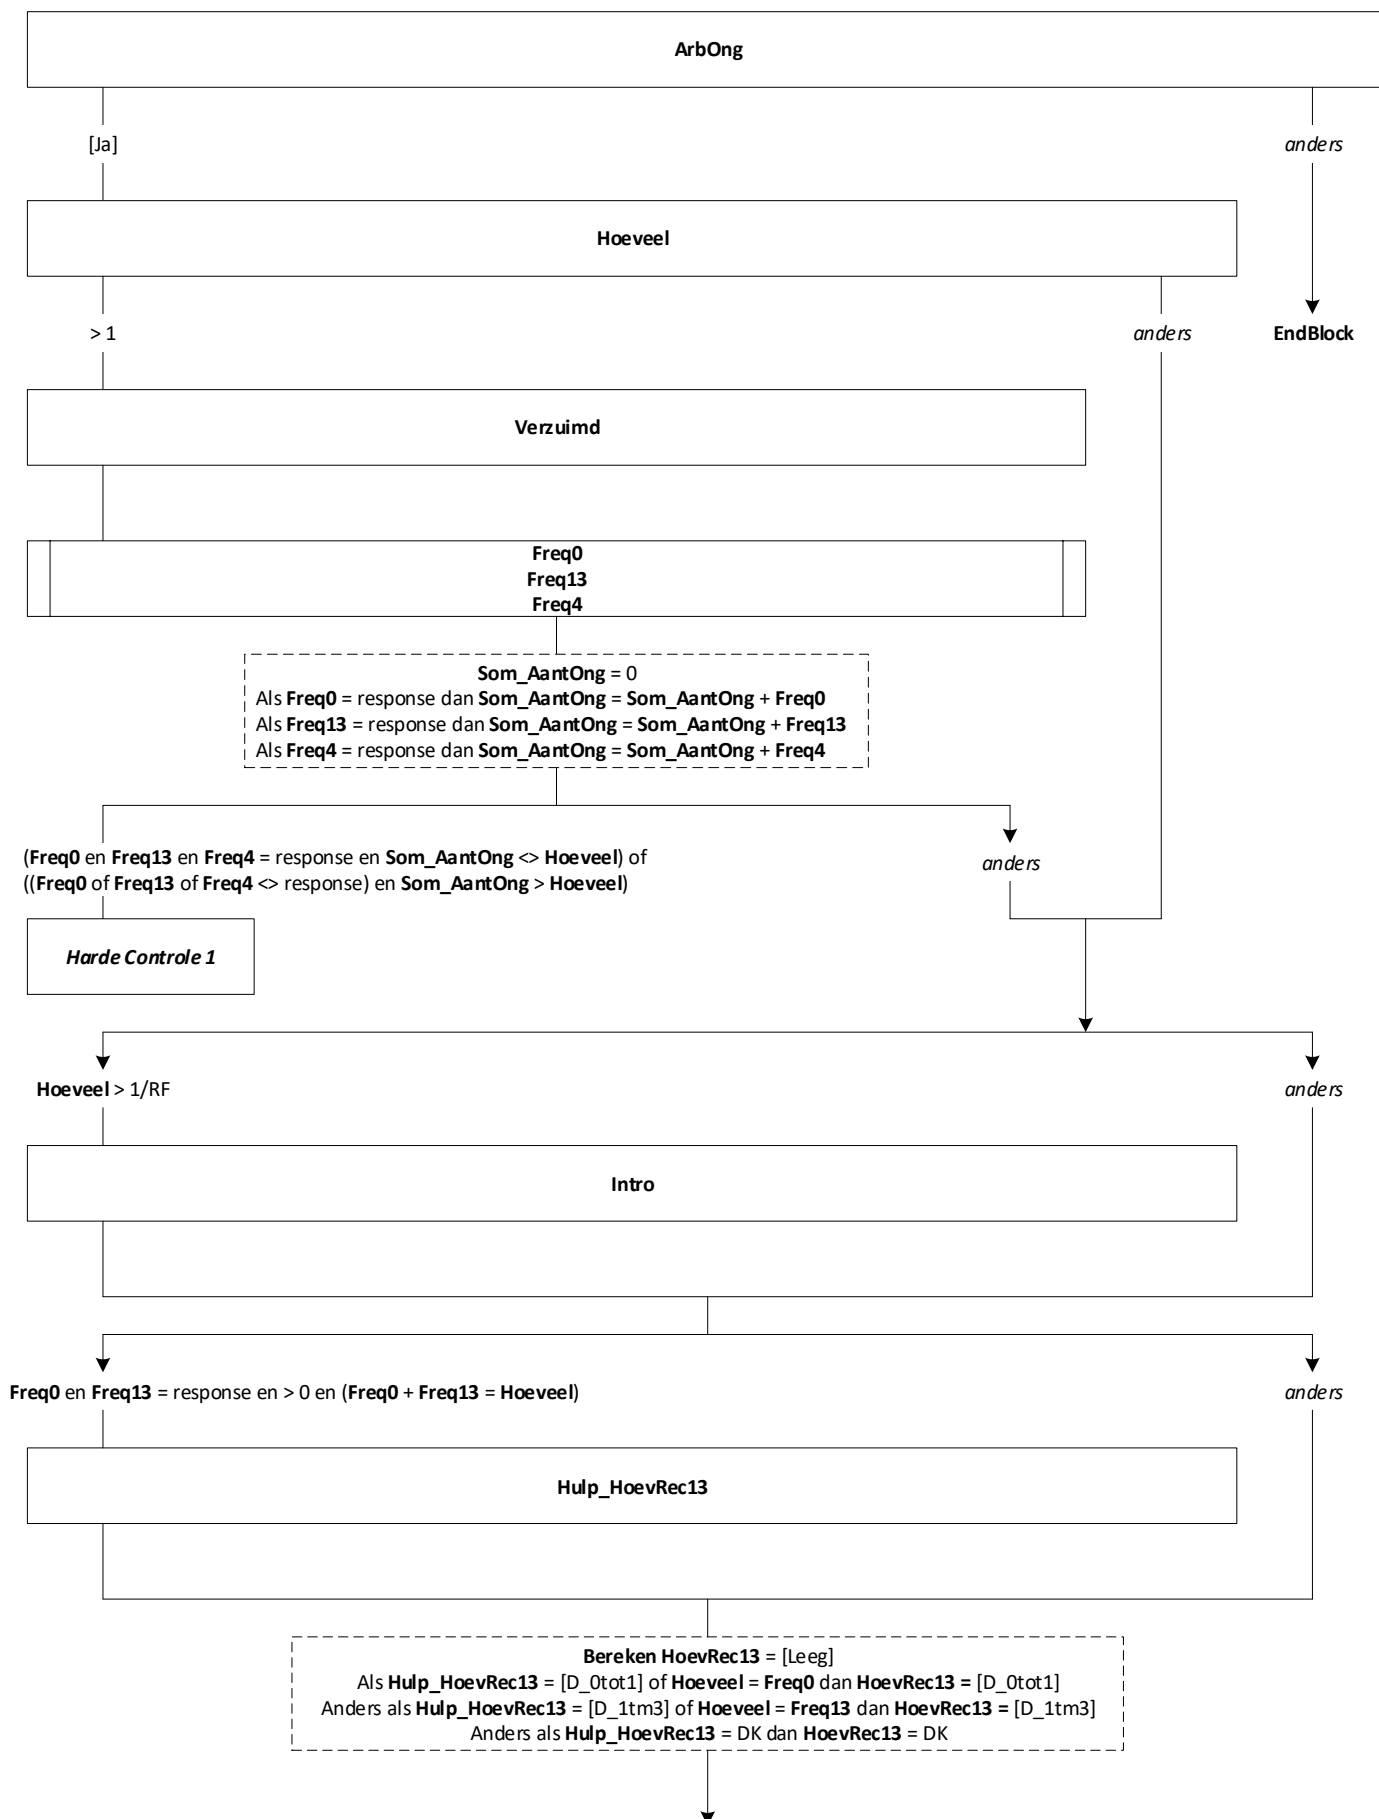 ArbOng
[Ja]
anders
Hoeveel
> 1
anders
EndBlock
Verzuimd
Freq0
Freq13
Freq4
Som_AantOng = 0
Als Freq0 = response dan Som_AantOng = Som_AantOng + Freq0
Als Freq13 = response dan Som_AantOng = Som_AantOng + Freq13
Als Freq4 = response dan Som_AantOng = Som_AantOng + Freq4
(Freq0 en Freq13 en Freq4 = response en Som_AantOng <> Hoeveel) of
((Freq0 of Freq13 of Freq4 <> response) en Som_AantOng > Hoeveel)
anders
Harde Controle 1
Hoeveel > 1/RF
anders
Intro
Freq0 en Freq13 = response en > 0 en (Freq0 + Freq13 = Hoeveel)
anders
Hulp_HoevRec13
Bereken HoevRec13 = [Leeg]
Als Hulp_HoevRec13 = [D_0tot1] of Hoeveel = Freq0 dan HoevRec13 = [D_0tot1]
Anders als Hulp_HoevRec13 = [D_1tm3] of Hoeveel = Freq13 dan HoevRec13 = [D_1tm3]
Anders als Hulp_HoevRec13 = DK dan HoevRec13 = DK